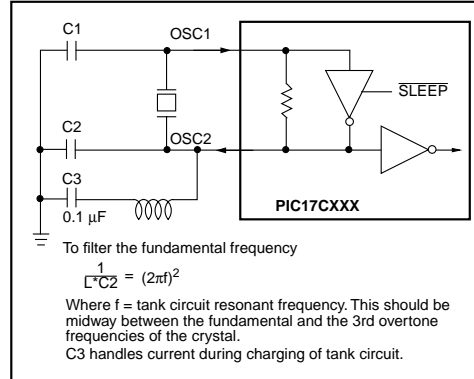 C1
OSC1
SLEEP
C2
OSC2
C3
0.1 μF
PIC17CXXX
To filter the fundamental frequency
1
L*C2 = (2πf)2
Where f = tank circuit resonant frequency. This should be
midway between the fundamental and the 3rd overtone
frequencies of the crystal.
C3 handles current during charging of tank circuit.